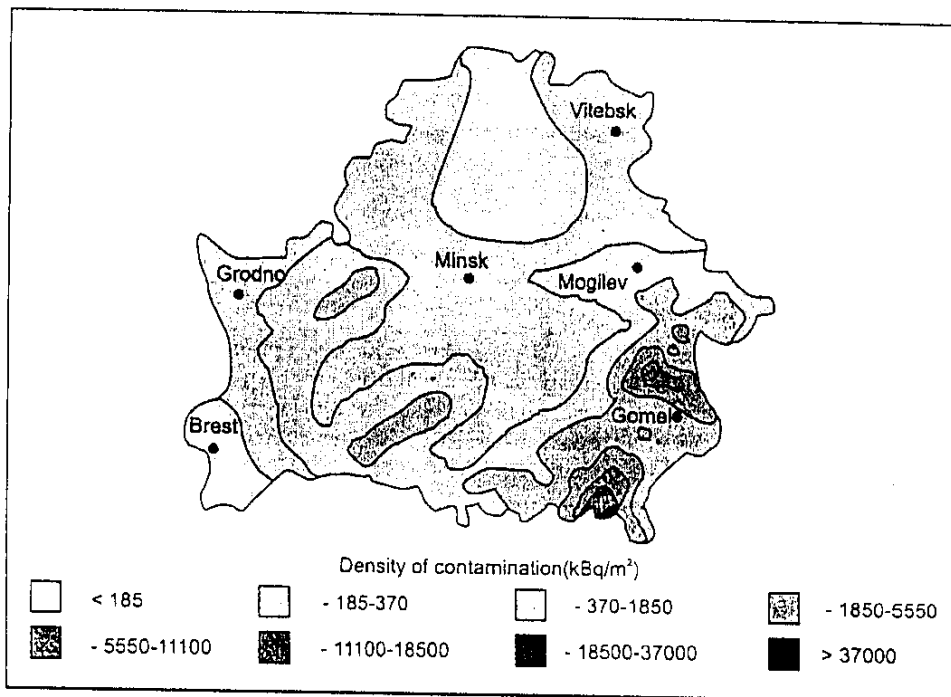 Vitebsk
Minsk
Grodno
Mogilev
Gomel
Brest
Density of contamination(kBq/m²)
< 185
- 185-370
- 370-1850
- 1850-5550
- 5550-11100
- 11100-18500
- 18500-37000
> 37000